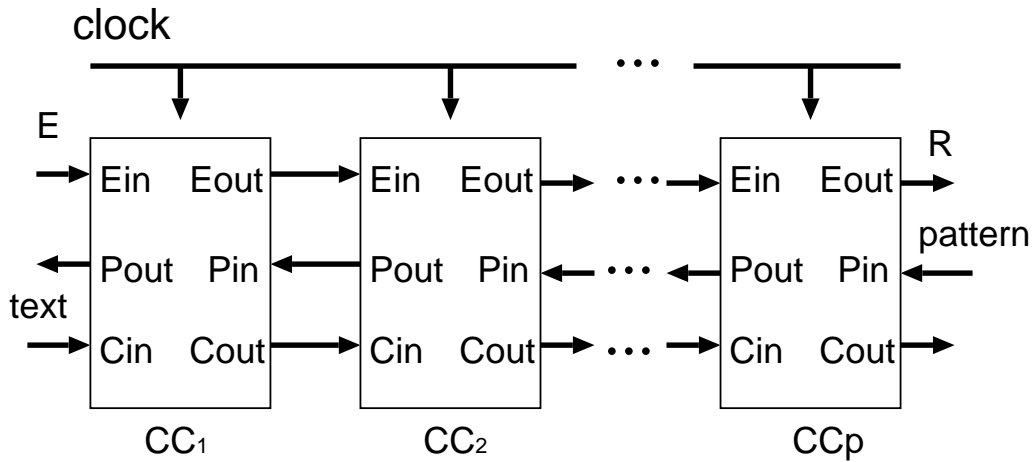 clock
...
E
R
Ein Eout Ein Eout ... Ein Eout
pattern
Pout Pin Pout Pin ... Pout Pin
text
Cin Cout Cin Cout ... Cin Cout
CC1 CC2 CCp